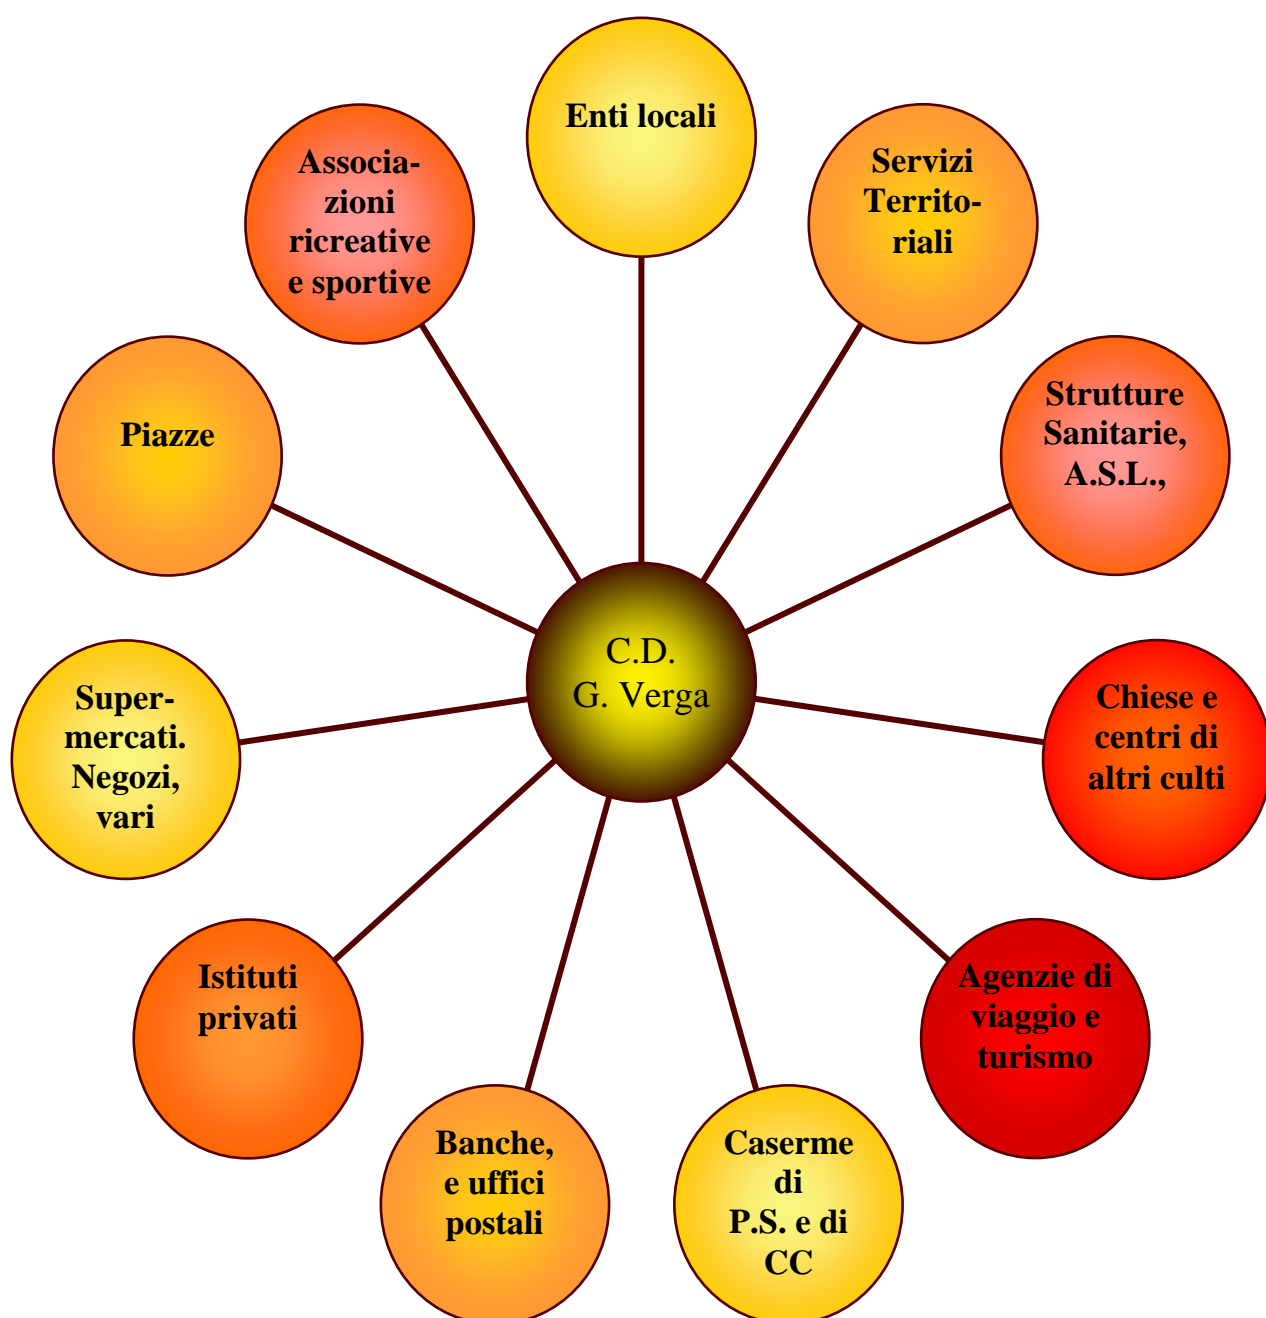 Enti locali
Servizi
Territo-
riali
Strutture
Sanitarie,
A.S.L.,
Chiese e
centri di
altri culti
Agenzie di
viaggio e
turismo
Caserme
di
P.S. e di
CC
Banche,
e uffici
postali
Istituti
privati
Super-
mercati.
Negozi,
vari
Piazze
Associa-
zioni
ricreative
e sportive
C.D.
G. Verga